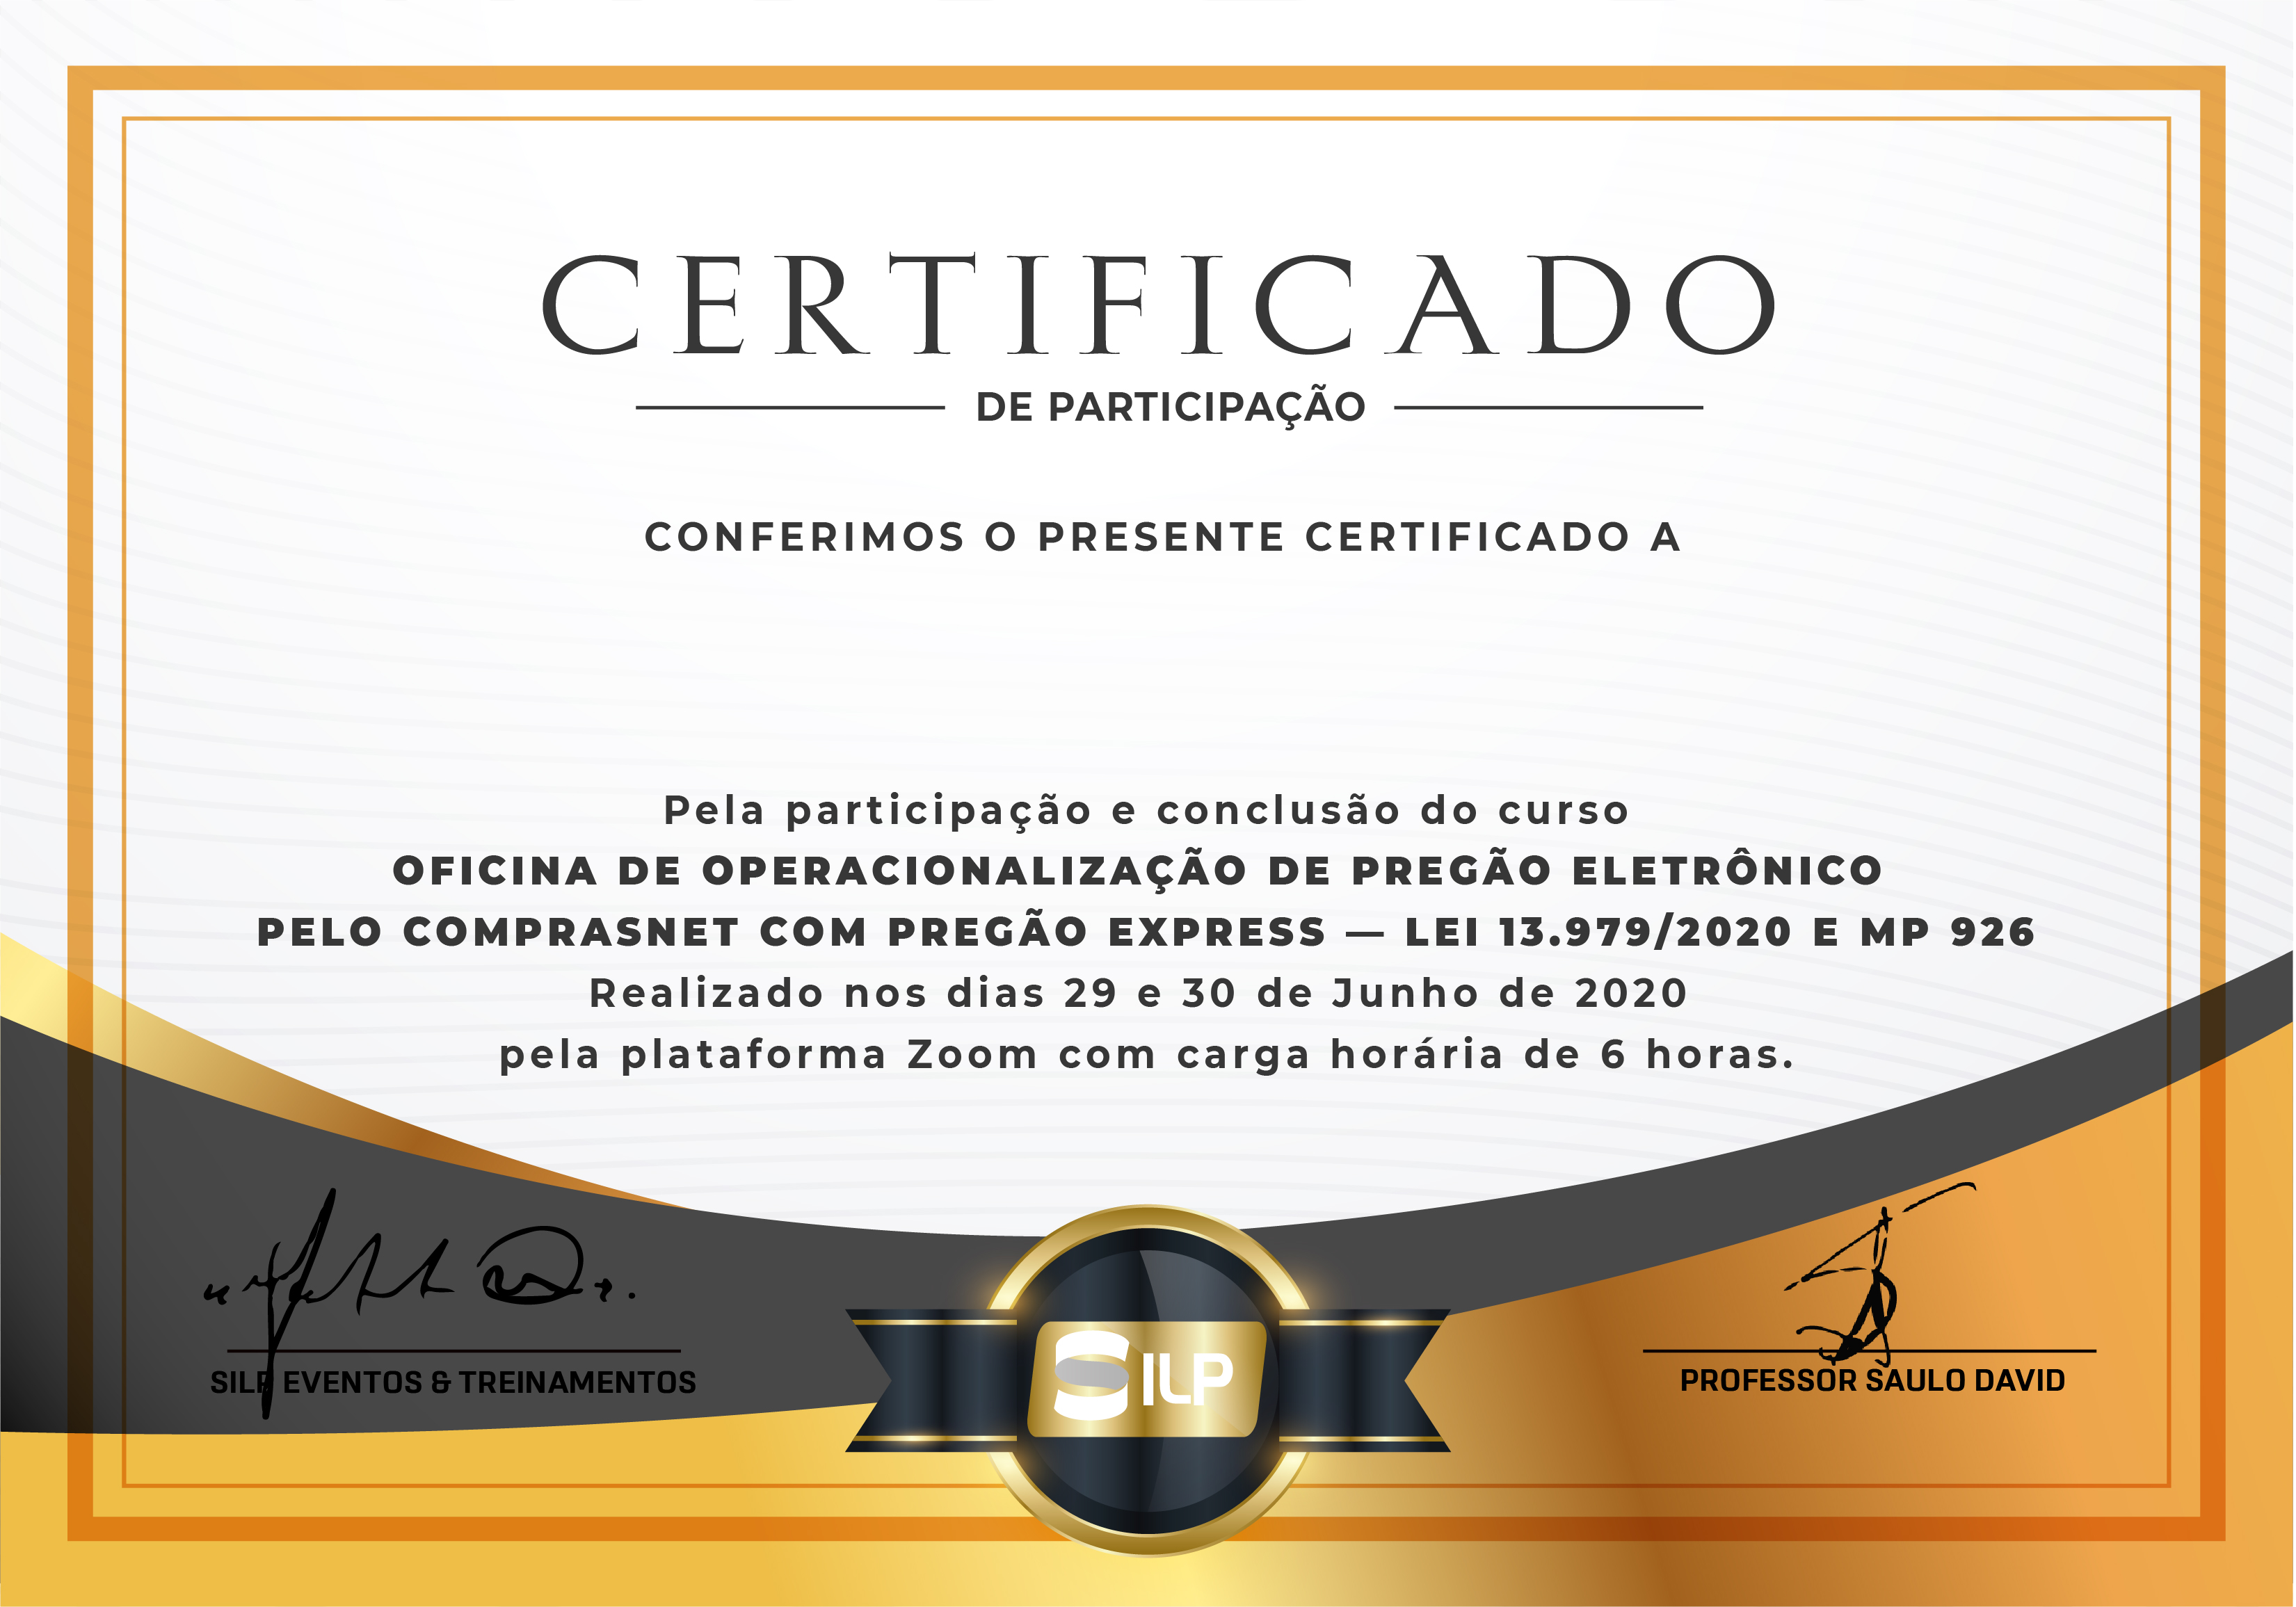 CERTIFICADO
DE PARTICIPAÇÃO
CONFERIMOS O PRESENTE CERTIFICADO A
Pela participação e conclusão do curso
OFICINA DE OPERACIONALIZAÇÃO DE PREGÃO ELETRÔNICO
PELO COMPRASNET COM PREGÃO EXPRESS — LEI 13.979/2020 E MP 926
Realizado nos dias 29 e 30 de Junho de 2020
pela plataforma Zoom com carga horária de 6 horas.
SILP EVENTOS & TREINAMENTOS
SILP
PROFESSOR SAULO DAVID